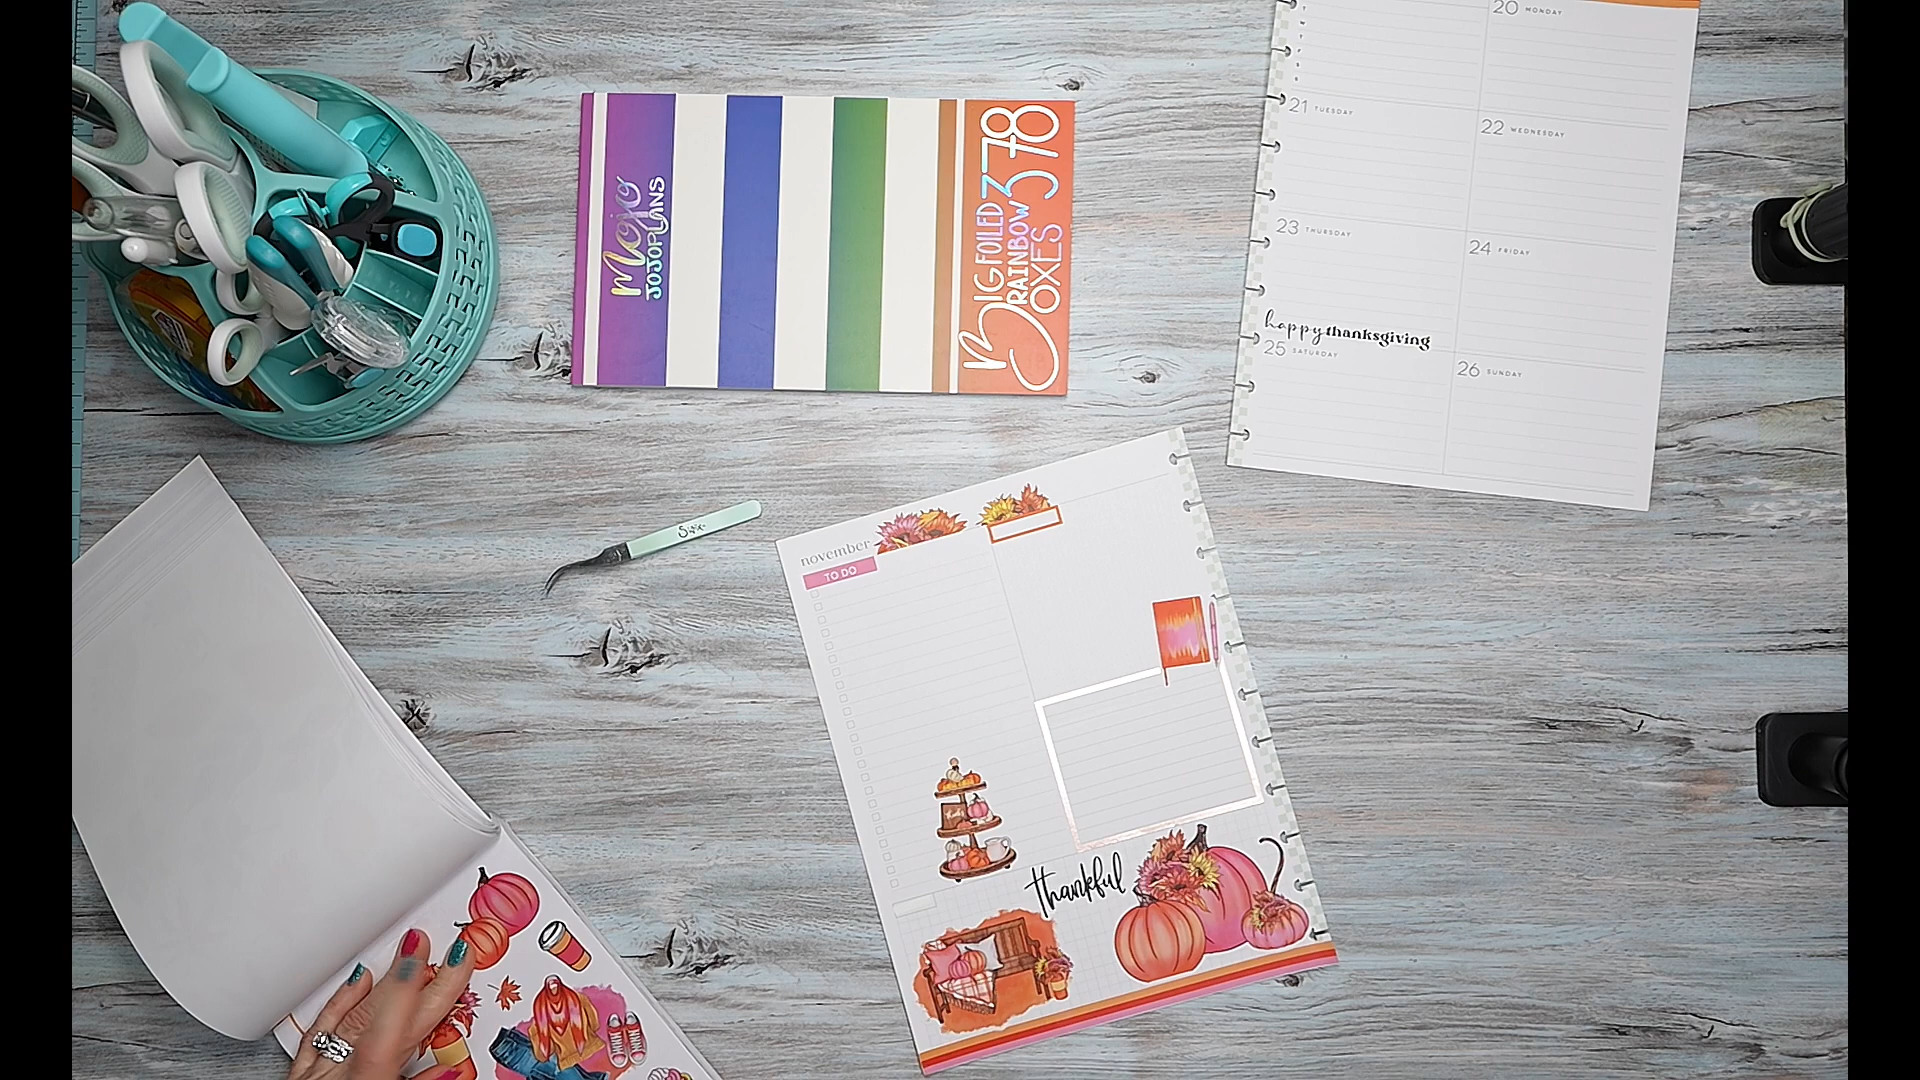 Mojo
JOJOPLANS
BIG FOILED
RAINBOW
BOXES
378
20 MONDAY
21 TUESDAY
22 WEDNESDAY
23 THURSDAY
24 FRIDAY
happy thanksgiving
25 SATURDAY
26 SUNDAY
november
TO DO
thankful